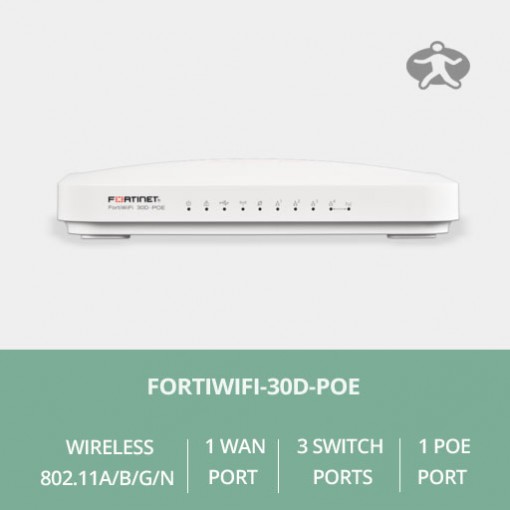 FORTINET
FortiWiFi 30D-POE
FORTIWIFI-30D-POE
WIRELESS 802.11A/B/G/N
1 WAN PORT
3 SWITCH PORTS
1 POE PORT